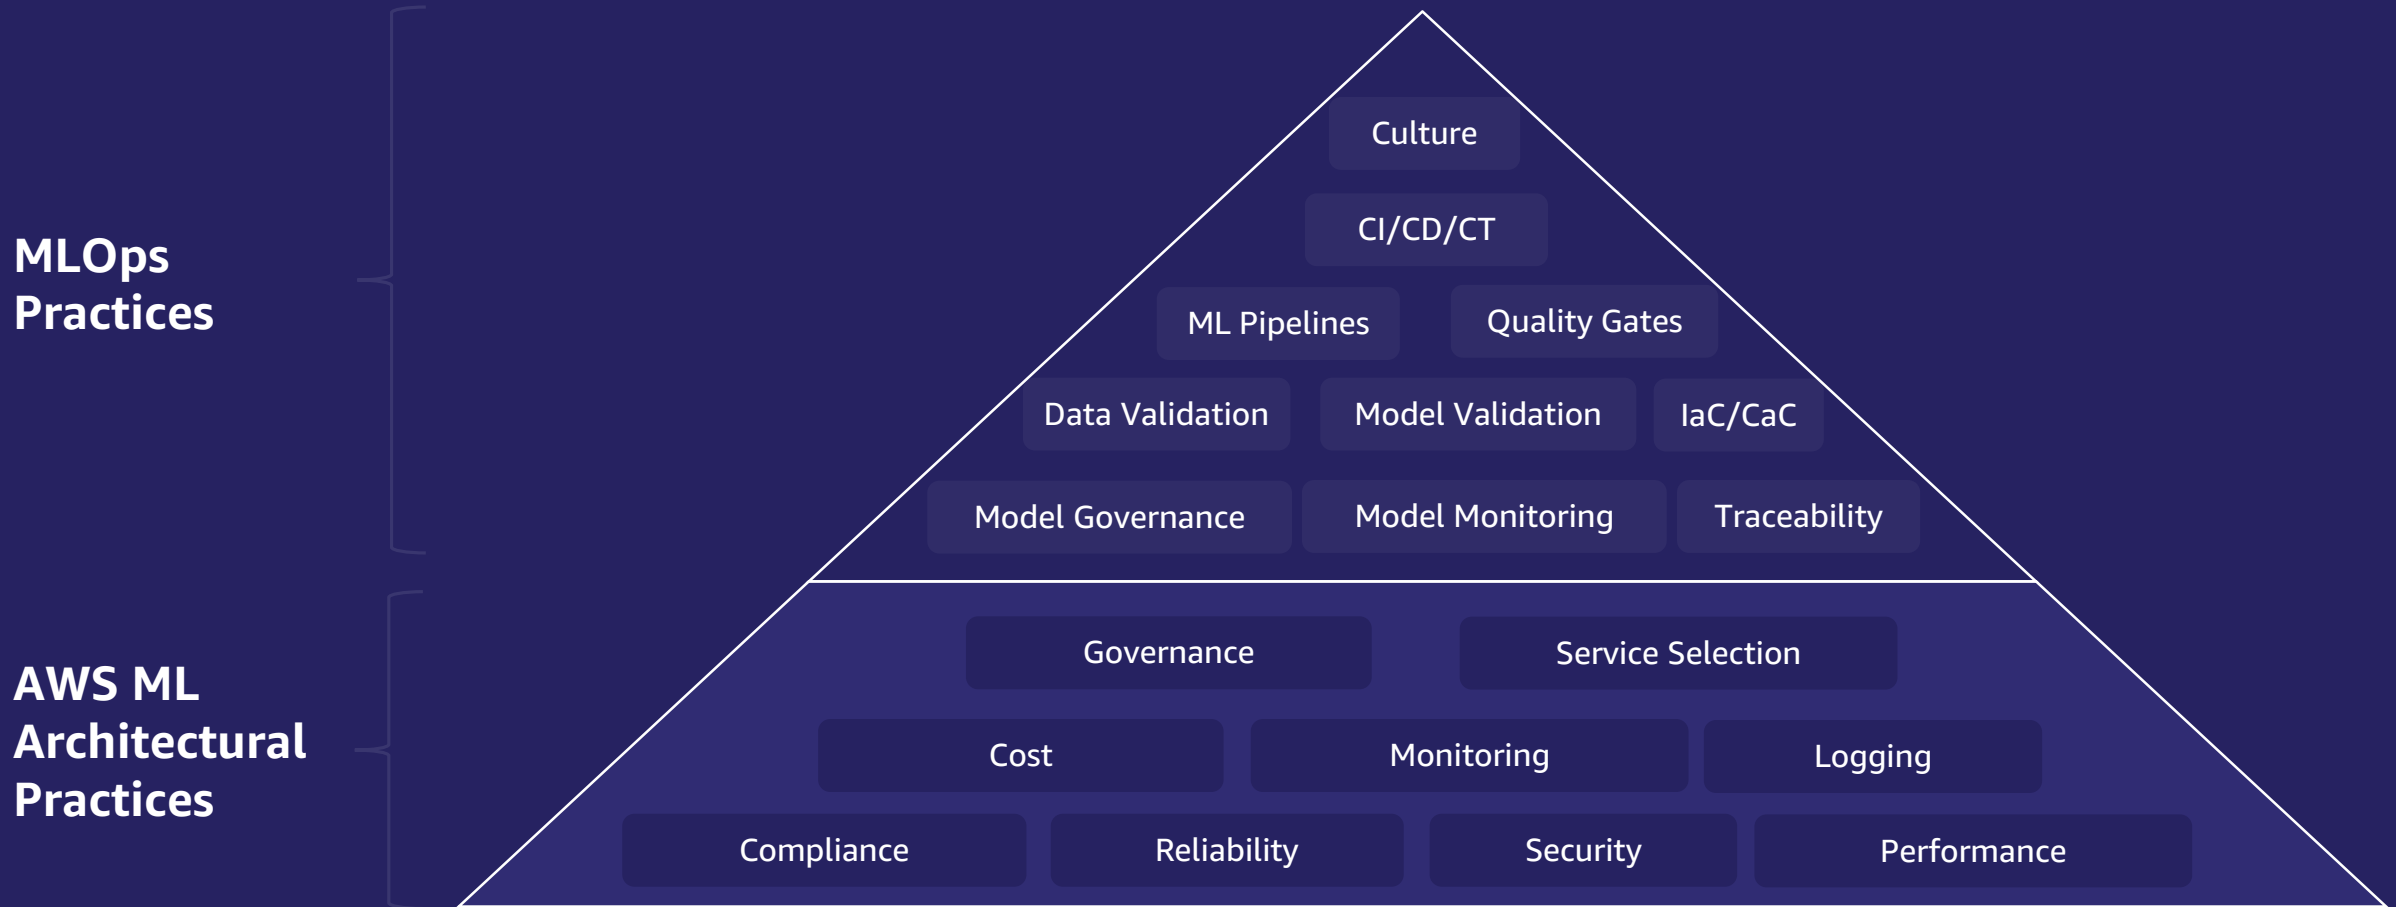 MLOps
Practices
Culture
CI/CD/CT
ML Pipelines
Quality Gates
Data Validation
Model Validation
IaC/CaC
Model Governance
Model Monitoring
Traceability
AWS ML
Architectural
Practices
Governance
Service Selection
Cost
Monitoring
Logging
Compliance
Reliability
Security
Performance